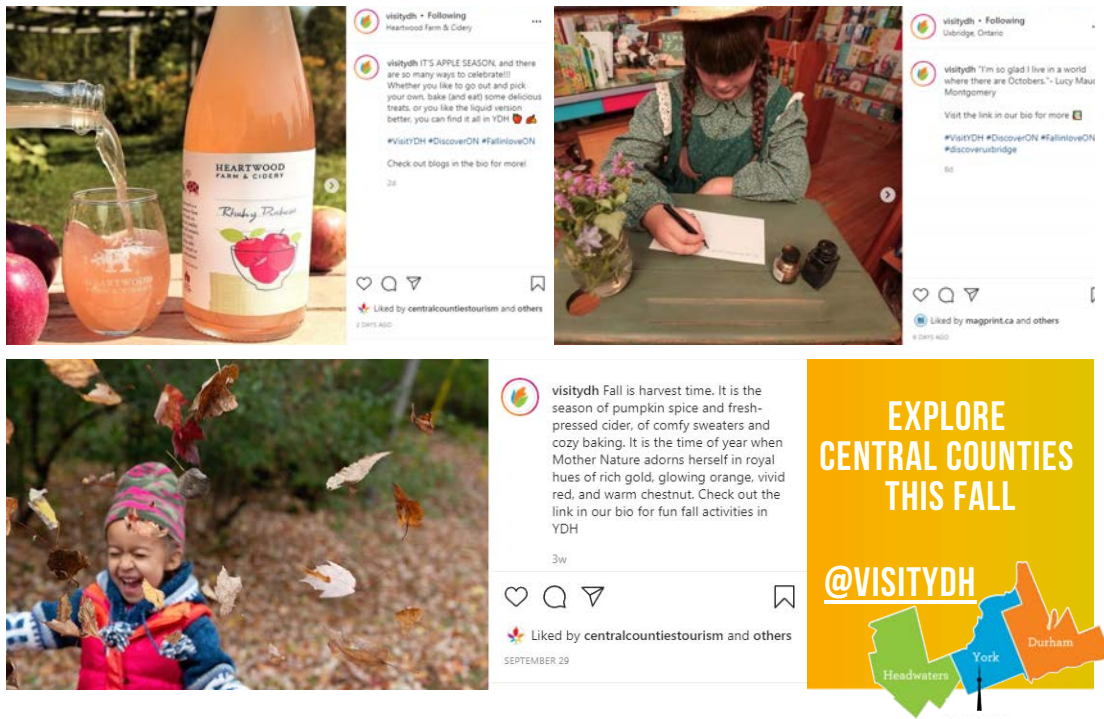 visitydh • Following
Heartwood Farm & Cidery
visitydh IT'S APPLE SEASON, and there
are so many ways to celebrate!!!
Whether you like to go out and pick
your own, bake (and eat) some delicious
treats, or you like the liquid version
better, you can find it all in YDH 🍎 🍂
#VisitYDH #DiscoverON #FallinloveON
Check out blogs in the bio for more!
2d
Liked by centralcountiestourism and others
2 DAYS AGO
HEARTWOOD
FARM & CIDERY
HEARTWOOD
visitydh • Following
Uxbridge, Ontario
visitydh "I'm so glad I live in a world
where there are Octobers."- Lucy Maud
Montgomery
Visit the link in our bio for more
#VisitYDH #DiscoverON #FallinloveON
#discoveruxbridge
6d
Liked by magprint.ca and others
6 DAYS AGO
visitydh Fall is harvest time. It is the
season of pumpkin spice and fresh-
pressed cider, of comfy sweaters and
cozy baking. It is the time of year when
Mother Nature adorns herself in royal
hues of rich gold, glowing orange, vivid
red, and warm chestnut. Check out the
link in our bio for fun fall activities in
YDH
3w
Liked by centralcountiestourism and others
SEPTEMBER 29
EXPLORE
CENTRAL COUNTIES
THIS FALL
@VISITYDH
Durham
York
Headwaters